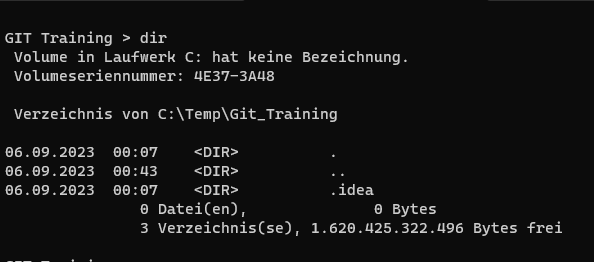 GIT Training > dir
Volume in Laufwerk C: hat keine Bezeichnung.
Volumeseriennummer: 4E37-3A48
Verzeichnis von C:\Temp\Git_Training
06.09.2023  00:07    <DIR>          .
06.09.2023  00:43    <DIR>          ..
06.09.2023  00:07    <DIR>          .idea
0 Datei(en),              0 Bytes
3 Verzeichnis(se), 1.620.425.322.496 Bytes frei